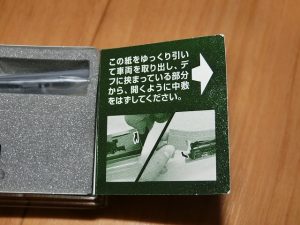 この紙をゆっくり引い
て車両を取り出し、デ
フに挟まっている部分
から、開くように中敷
をはずしてください。